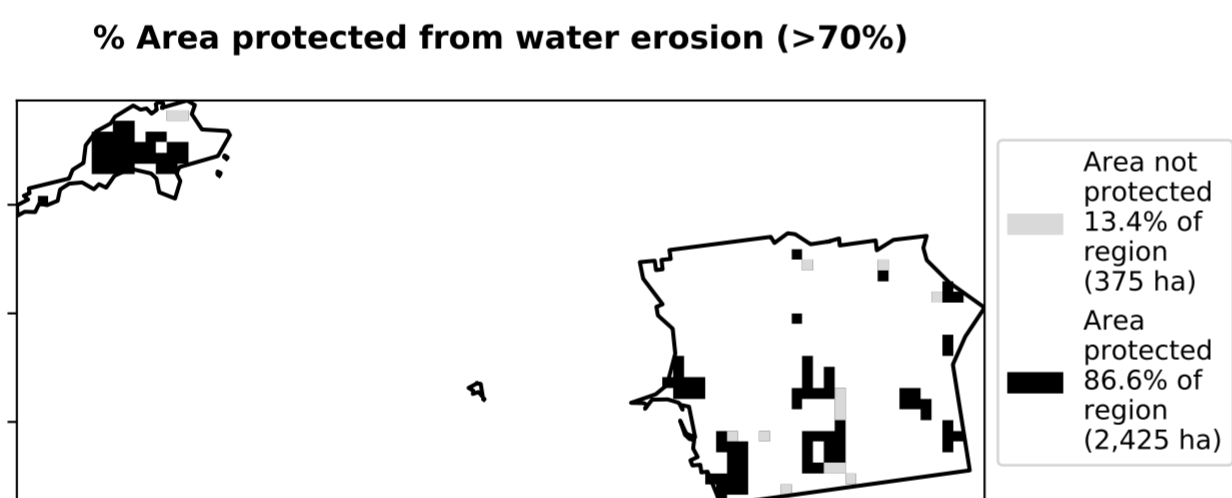 % Area protected from water erosion (>70%)
Area not
protected
13.4% of
region
(375 ha)
Area
protected
86.6% of
region
(2,425 ha)